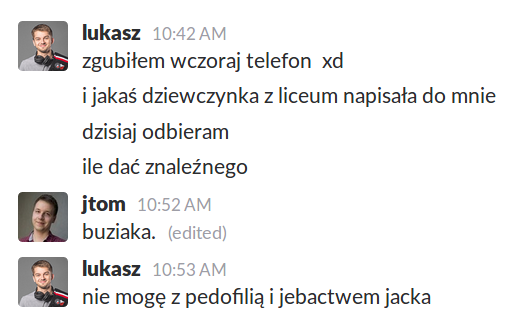 lukasz 10:42 AM
zgubiłem wczoraj telefon xd
i jakaś dziewczynka z liceum napisała do mnie
dzisiaj odbieram
ile dać znaleźnego
jtom 10:52 AM
buziaka. (edited)
lukasz 10:53 AM
nie mogę z pedofilią i jebactwem jacka